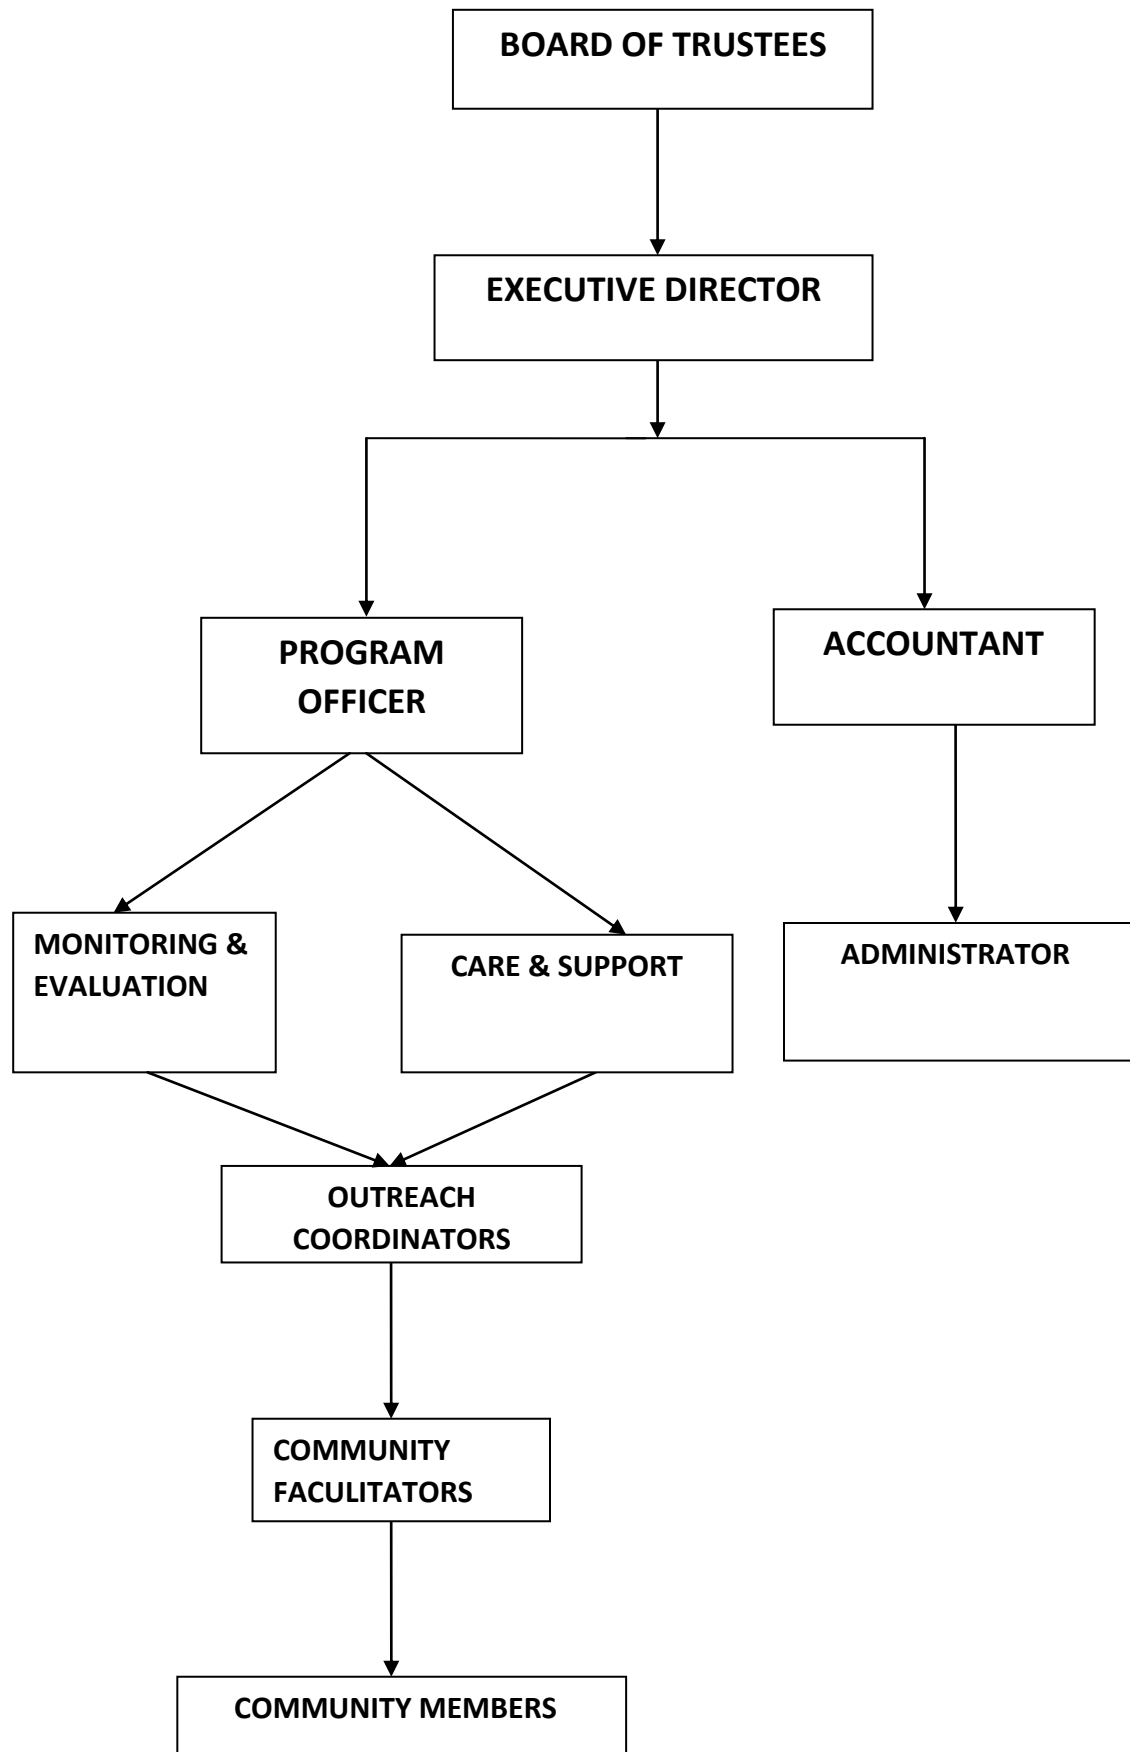 BOARD OF TRUSTEES
EXECUTIVE DIRECTOR
PROGRAM
OFFICER
ACCOUNTANT
MONITORING &
EVALUATION
CARE & SUPPORT
ADMINISTRATOR
OUTREACH
COORDINATORS
COMMUNITY
FACULITATORS
COMMUNITY MEMBERS